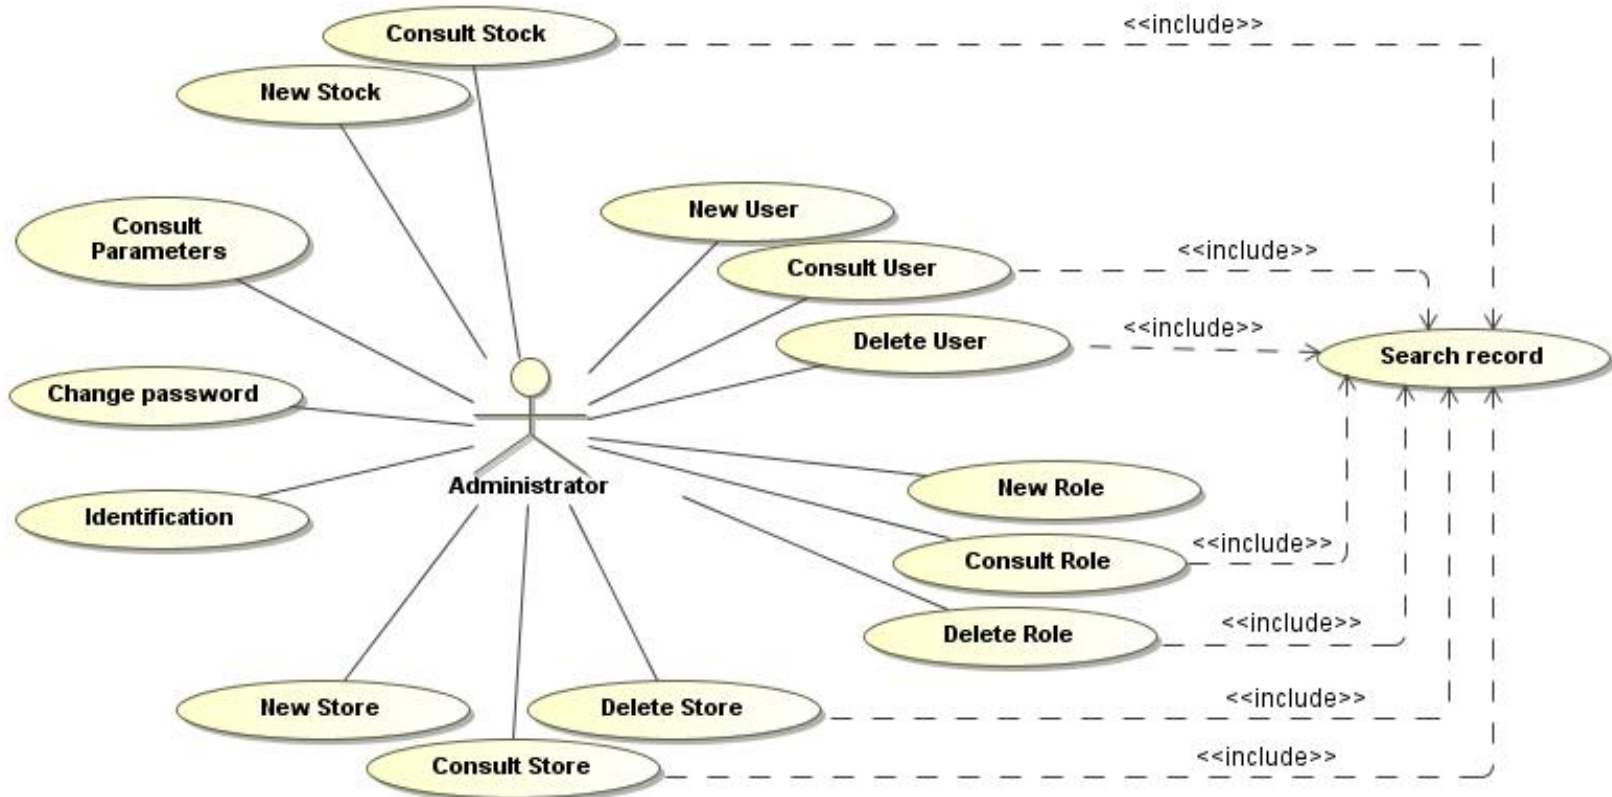 Consult Stock
<<include>>
New Stock
New User
Consult
Parameters
Consult User
<<include>>
Delete User
<<include>>
Search record
Change password
Administrator
New Role
Identification
Consult Role
<<include>>
Delete Role
<<include>>
New Store
Delete Store
<<include>>
Consult Store
<<include>>